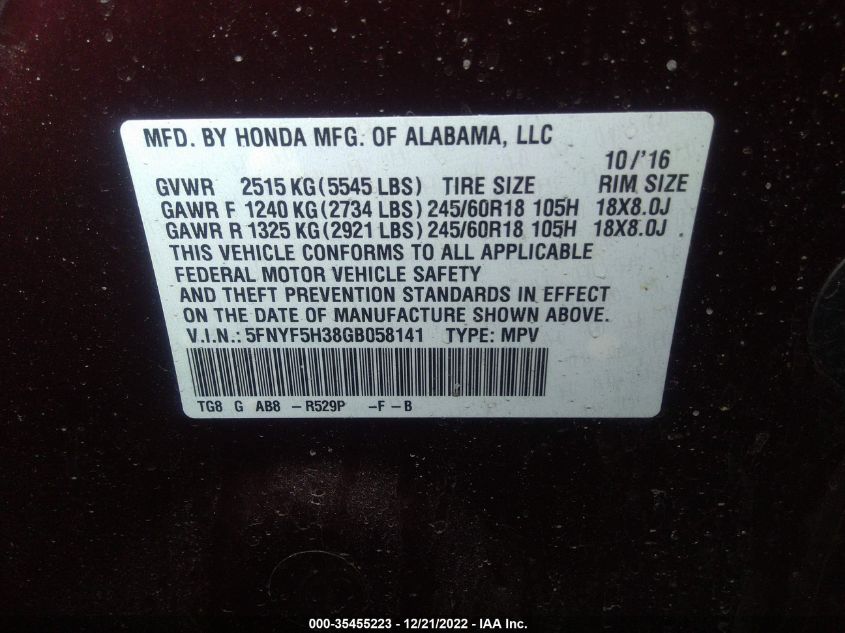 MFD. BY HONDA MFG. OF ALABAMA, LLC
10/'16
GVWR 2515 KG(5545 LBS) TIRE SIZE RIM SIZE
GAWR F 1240 KG(2734 LBS) 245/60R18 105H 18X8.0J
GAWR R 1325 KG(2921 LBS) 245/60R18 105H 18X8.0J
THIS VEHICLE CONFORMS TO ALL APPLICABLE
FEDERAL MOTOR VEHICLE SAFETY
AND THEFT PREVENTION STANDARDS IN EFFECT
ON THE DATE OF MANUFACTURE SHOWN ABOVE.
V.I.N.: 5FNYF5H38GB058141 TYPE: MPV
TG8 G AB8 -R529P -F-B
000-35455223 - 12/21/2022 - IAA Inc.